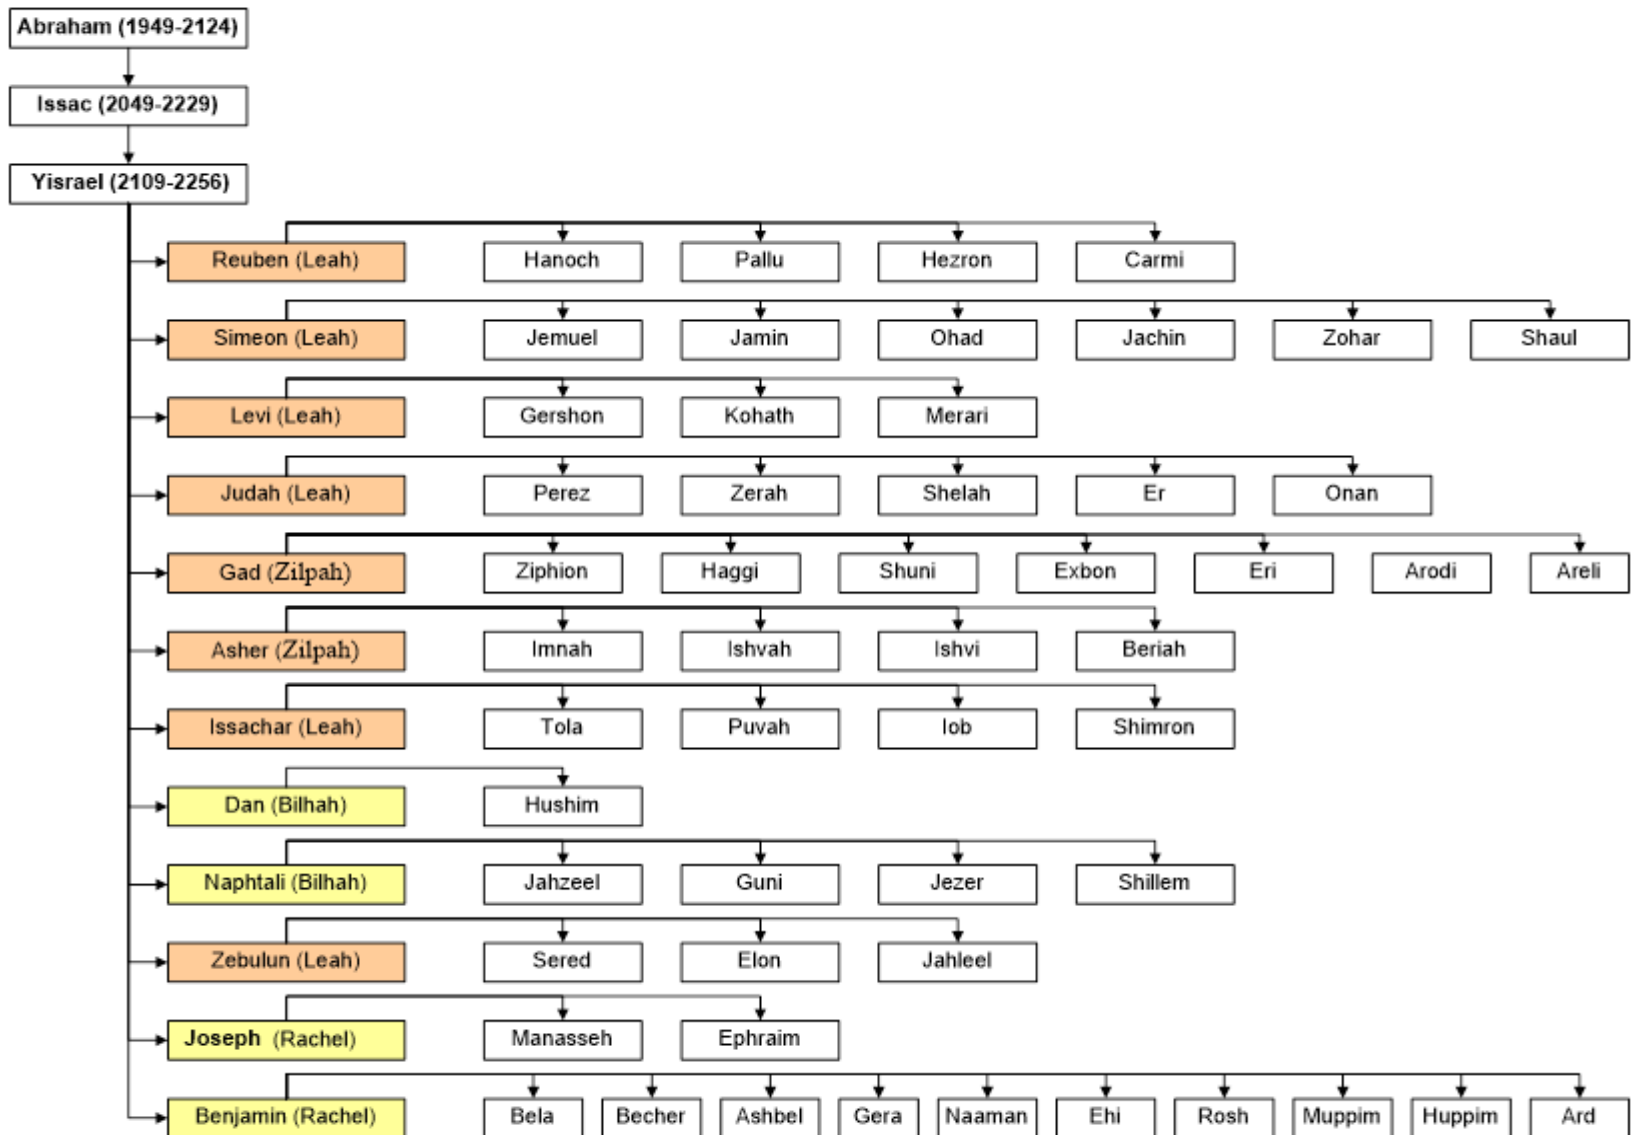 Abraham (1949-2124)
Issac (2049-2229)
Yisrael (2109-2256)
Reuben (Leah) Hanoch Pallu Hezron Carmi
Simeon (Leah) Jemuel Jamin Ohad Jachin Zohar Shaul
Levi (Leah) Gershon Kohath Merari
Judah (Leah) Perez Zerah Shelah Er Onan
Gad (Zilpah) Ziphion Haggi Shuni Exbon Eri Arodi Areli
Asher (Zilpah) Imnah Ishvah Ishvi Beriah
Issachar (Leah) Tola Puvah Iob Shimron
Dan (Bilhah) Hushim
Naphtali (Bilhah) Jahzeel Guni Jezer Shillem
Zebulun (Leah) Sered Elon Jahleel
Joseph (Rachel) Manasseh Ephraim
Benjamin (Rachel) Bela Becher Ashbel Gera Naaman Ehi Rosh Muppim Huppim Ard